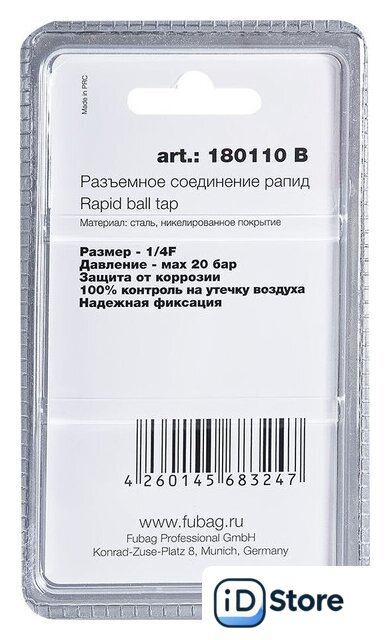 Made in PRC
art.: 180110 B
Разъемное соединение рапид
Rapid ball tap
Материал: сталь, никелированное покрытие
Размер - 1/4F
Давление - мах 20 бар
Защита от коррозии
100% контроль на утечку воздуха
Надежная фиксация
4 260145 683247
www.fubag.ru
Fubag Professional GmbH
Konrad-Zuse-Platz 8, Munich, Germany
iD Store